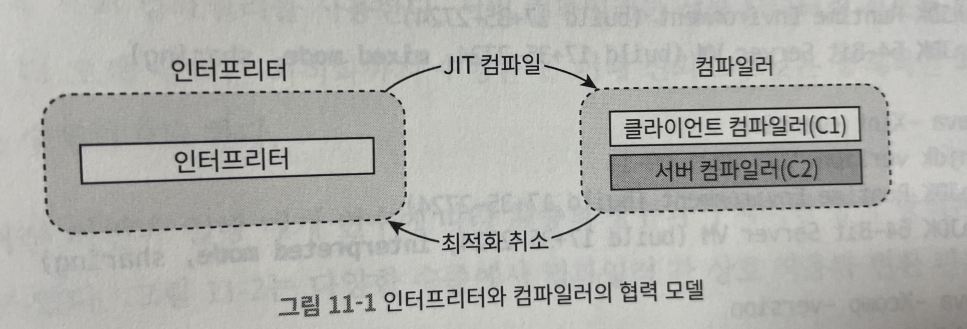 인터프리터
JIT 컴파일
컴파일러
인터프리터
클라이언트 컴파일러(C1)
서버 컴파일러(C2)
최적화 취소
그림 11-1 인터프리터와 컴파일러의 협력 모델